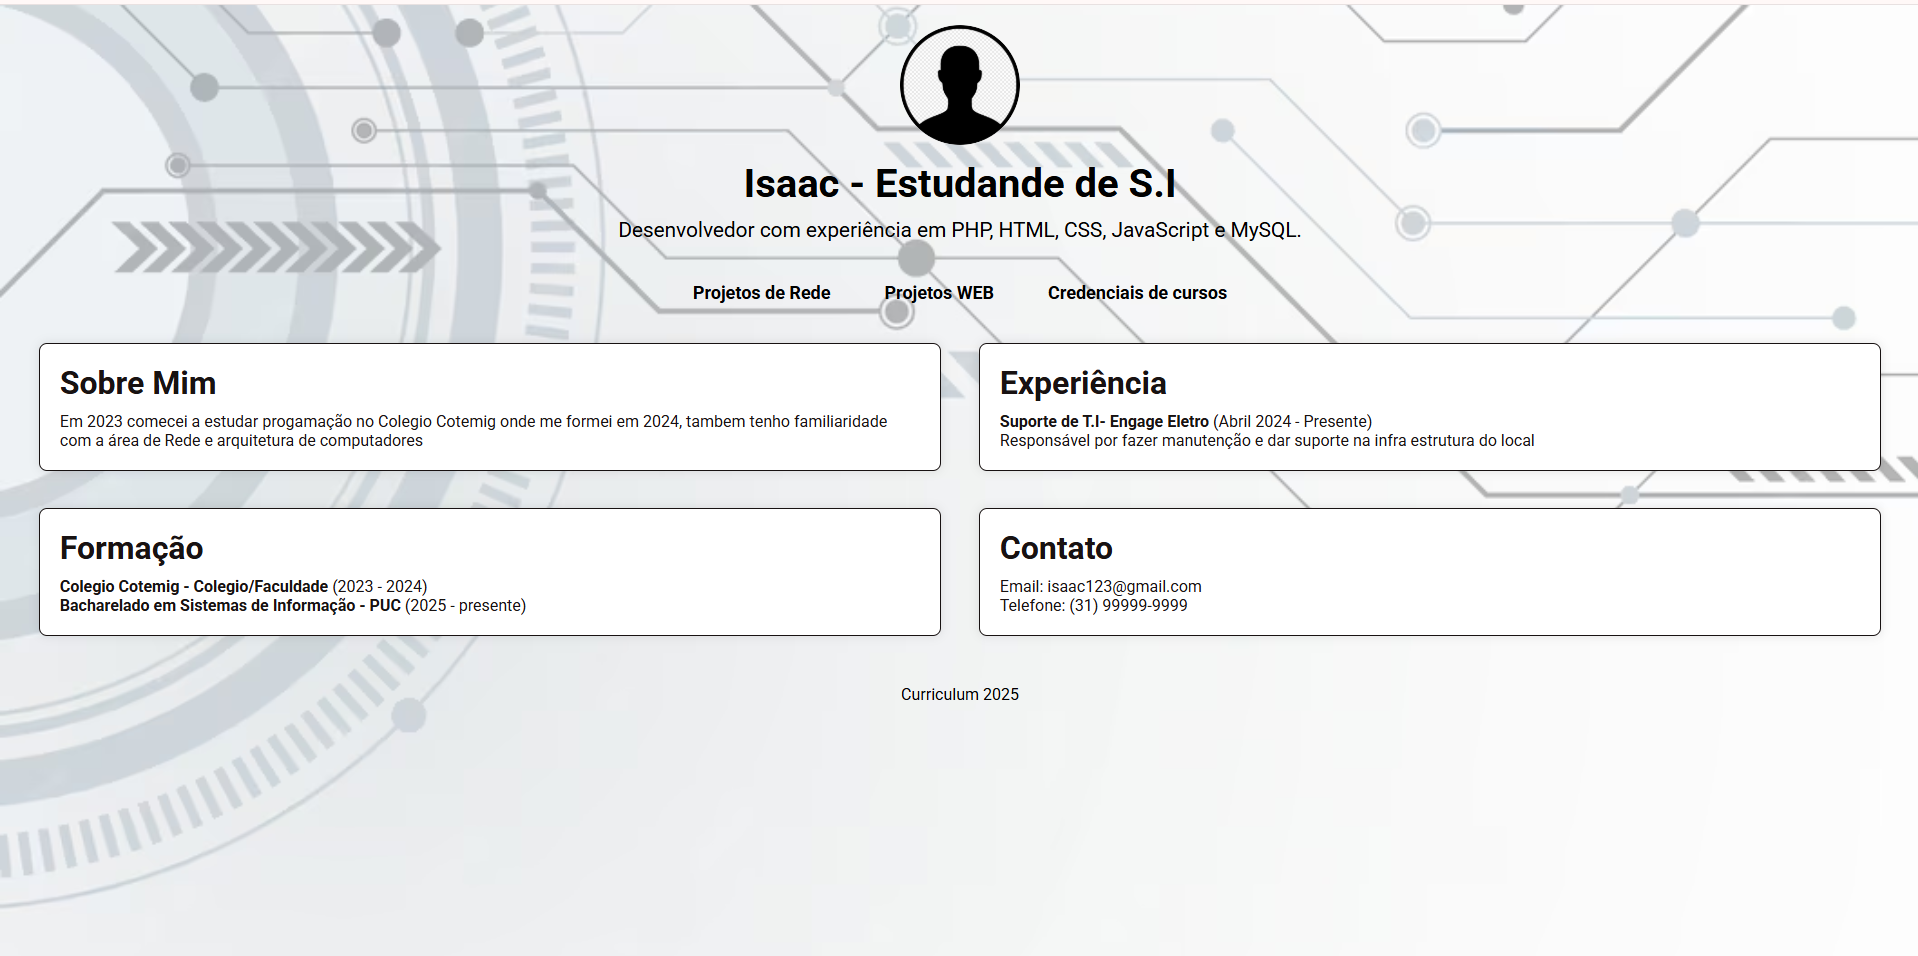 Isaac - Estudande de S.I
Desenvolvedor com experiência em PHP, HTML, CSS, JavaScript e MySQL.
Projetos de Rede Projetos WEB Credenciais de cursos
Sobre Mim
Em 2023 comecei a estudar progamação no Colegio Cotemig onde me formei em 2024, tambem tenho familiaridade
com a área de Rede e arquitetura de computadores
Experiência
Suporte de T.I- Engage Eletro (Abril 2024 - Presente)
Responsável por fazer manutenção e dar suporte na infra estrutura do local
Formação
Colegio Cotemig - Colegio/Faculdade (2023 - 2024)
Bacharelado em Sistemas de Informação - PUC (2025 - presente)
Contato
Email: isaac123@gmail.com
Telefone: (31) 99999-9999
Curriculum 2025